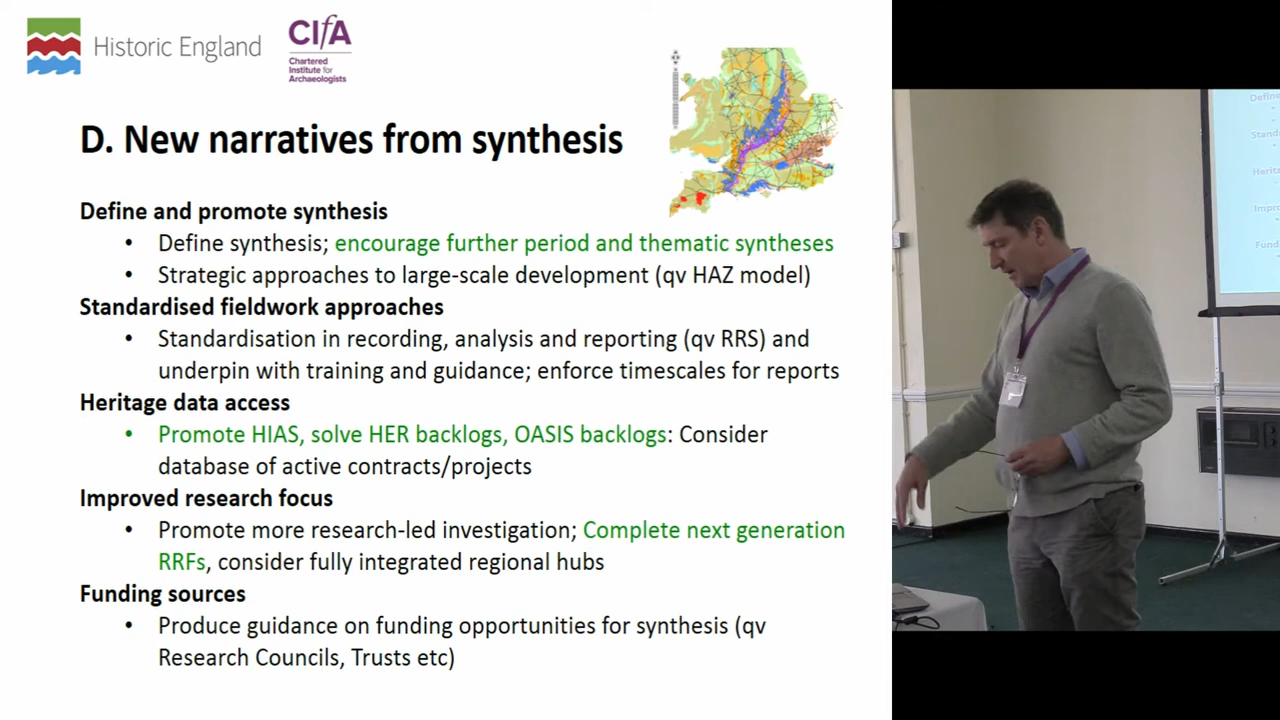 Historic England
CIfA
Chartered
Institute for
Archaeologists
D. New narratives from synthesis
Define and promote synthesis
• Define synthesis; encourage further period and thematic syntheses
• Strategic approaches to large-scale development (qv HAZ model)
Standardised fieldwork approaches
• Standardisation in recording, analysis and reporting (qv RRS) and
underpin with training and guidance; enforce timescales for reports
Heritage data access
• Promote HIAS, solve HER backlogs, OASIS backlogs: Consider
database of active contracts/projects
Improved research focus
• Promote more research-led investigation; Complete next generation
RRFs, consider fully integrated regional hubs
Funding sources
• Produce guidance on funding opportunities for synthesis (qv
Research Councils, Trusts etc)
Define
Stand
Herita
Impro
Fund